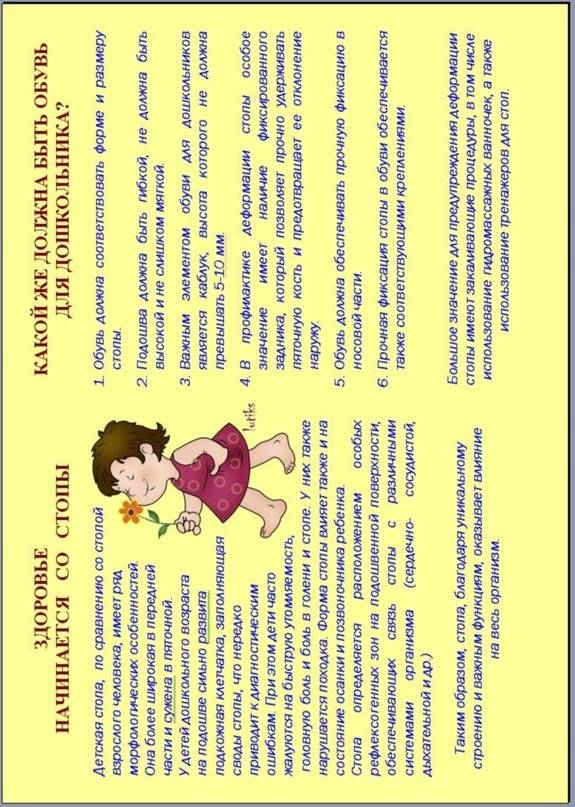 ЗДОРОВЬЕ
НАЧИНАЕТСЯ СО СТОПЫ
Детская стопа, по сравнению со стопой
взрослого человека, имеет ряд
морфологических особенностей.
Она более широкая в передней
части и сужена в пяточной.
У детей дошкольного возраста
на подошве сильно развита
подкожная клетчатка, заполняющая
своды стопы, что нередко
приводит к диагностическим
ошибкам. При этом дети часто
жалуются на быструю утомляемость,
головную боль и боль в голени и стопе. У них также
нарушается походка. Форма стопы влияет также и на
состояние осанки и позвоночника ребенка.
Стопа определяется расположением особых
рефлексогенных зон на подошвенной поверхности,
обеспечивающих связь стопы с различными
системами организма (сердечно- сосудистой,
дыхательной и др.)
Таким образом, стопа, благодаря уникальному
строению и важным функциям, оказывает влияние
на весь организм.
lutiks
КАКОЙ ЖЕ ДОЛЖНА БЫТЬ ОБУВЬ
ДЛЯ ДОШКОЛЬНИКА?
1. Обувь должна соответствовать форме и размеру
стопы.
2. Подошва должна быть гибкой, не должна быть
высокой и не слишком мягкой.
3. Важным элементом обуви для дошкольников
является каблук, высота которого не должна
превышать 5-10 мм.
4. В профилактике деформации стопы особое
значение имеет наличие фиксированного
задника, который позволяет прочно удерживать
пяточную кость и предотвращает ее отклонение
наружу.
5. Обувь должна обеспечивать прочную фиксацию в
носовой части.
6. Прочная фиксация стопы в обуви обеспечивается
также соответствующими креплениями.
Большое значение для предупреждения деформации
стопы имеют закаливающие процедуры, в том числе
использование гидромассажных ванночек, а также
использование тренажеров для стоп.